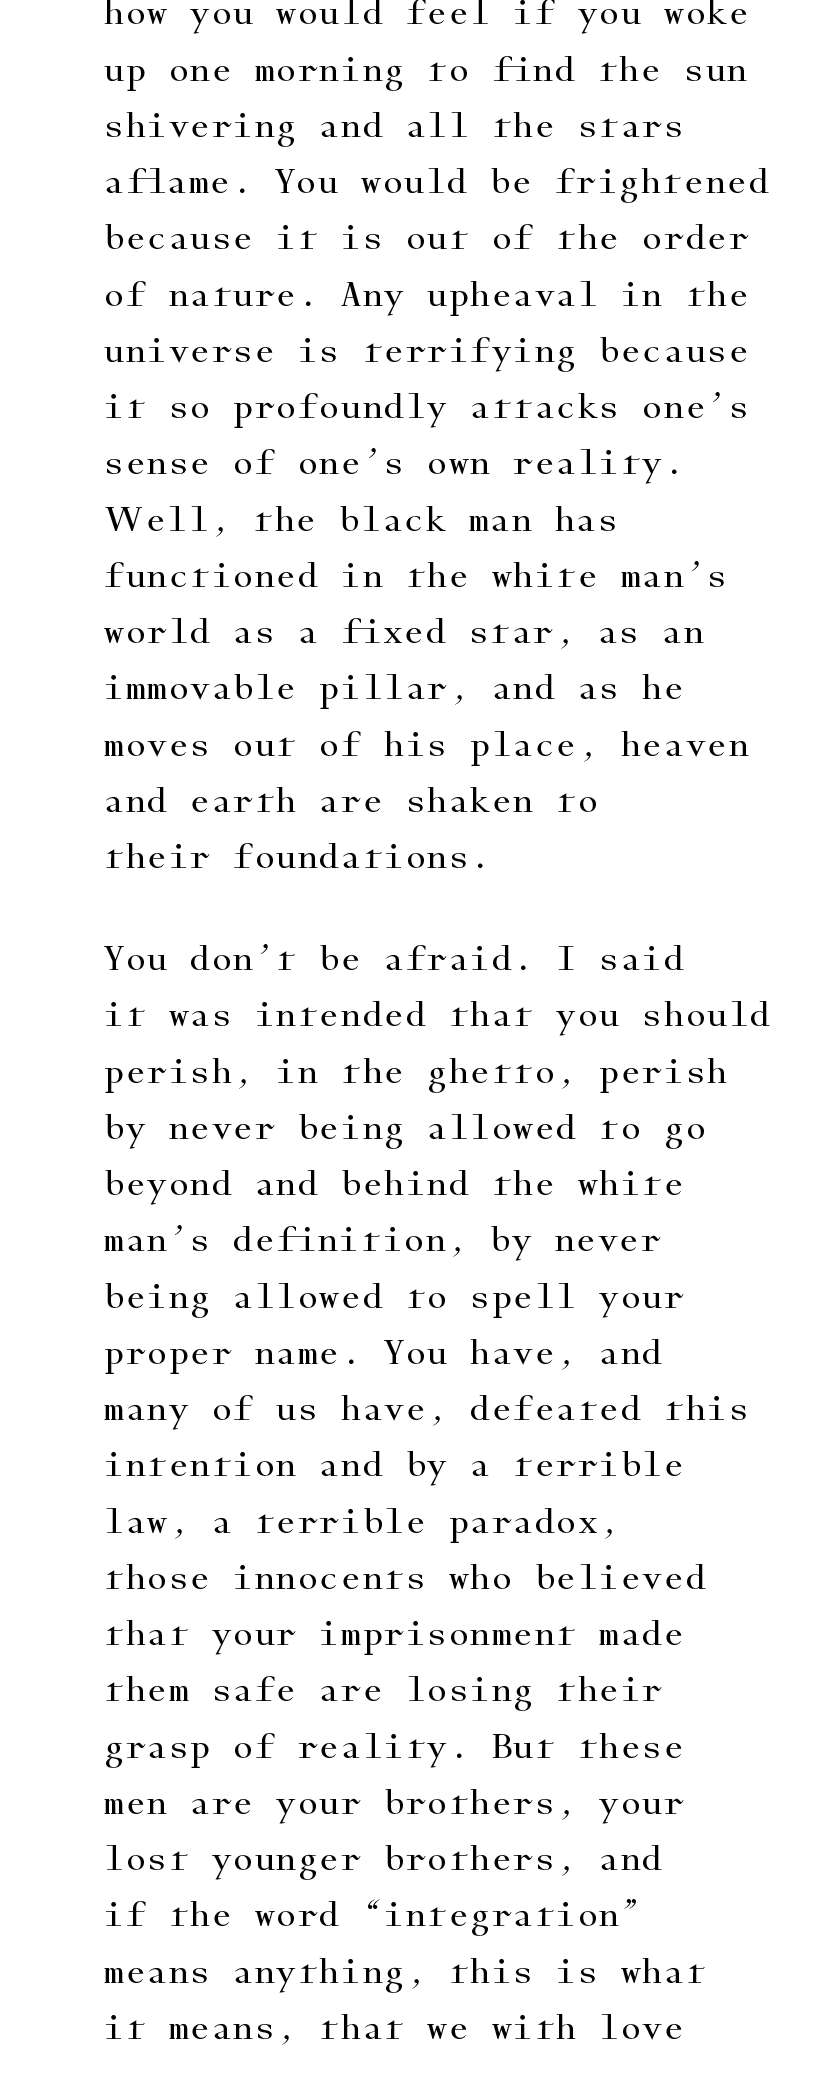 how you would feel if you woke
up one morning to find the sun
shivering and all the stars
aflame. You would be frightened
because it is out of the order
of nature. Any upheaval in the
universe is terrifying because
it so profoundly attacks one’s
sense of one’s own reality.
Well, the black man has
functioned in the white man’s
world as a fixed star, as an
immovable pillar, and as he
moves out of his place, heaven
and earth are shaken to
their foundations.
You don’t be afraid. I said
it was intended that you should
perish, in the ghetto, perish
by never being allowed to go
beyond and behind the white
man’s definition, by never
being allowed to spell your
proper name. You have, and
many of us have, defeated this
intention and by a terrible
law, a terrible paradox,
those innocents who believed
that your imprisonment made
them safe are losing their
grasp of reality. But these
men are your brothers, your
lost younger brothers, and
if the word “integration”
means anything, this is what
it means, that we with love